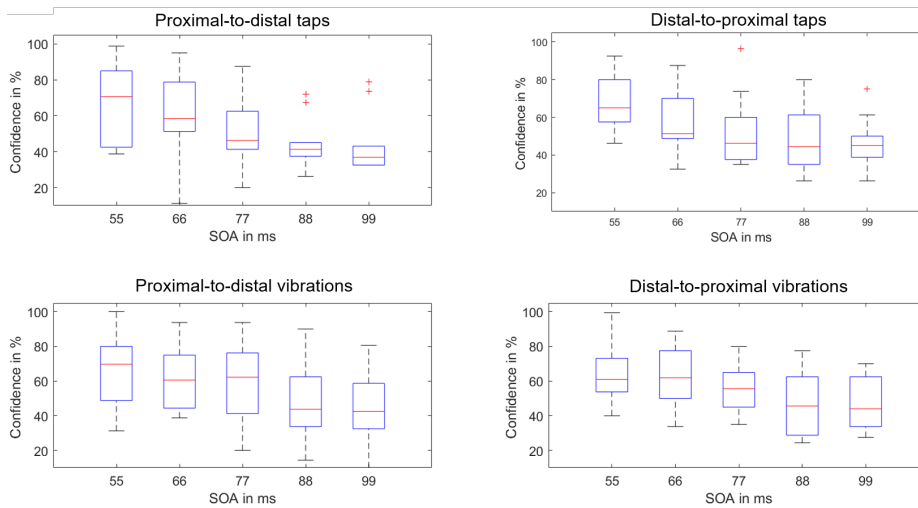 Proximal-to-distal taps
Confidence in %
100
80
60
40
20
55 66 77 88 99
SOA in ms
Distal-to-proximal taps
Confidence in %
100
80
60
40
20
55 66 77 88 99
SOA in ms
Proximal-to-distal vibrations
Confidence in %
100
80
60
40
20
55 66 77 88 99
SOA in ms
Distal-to-proximal vibrations
Confidence in %
100
80
60
40
20
55 66 77 88 99
SOA in ms